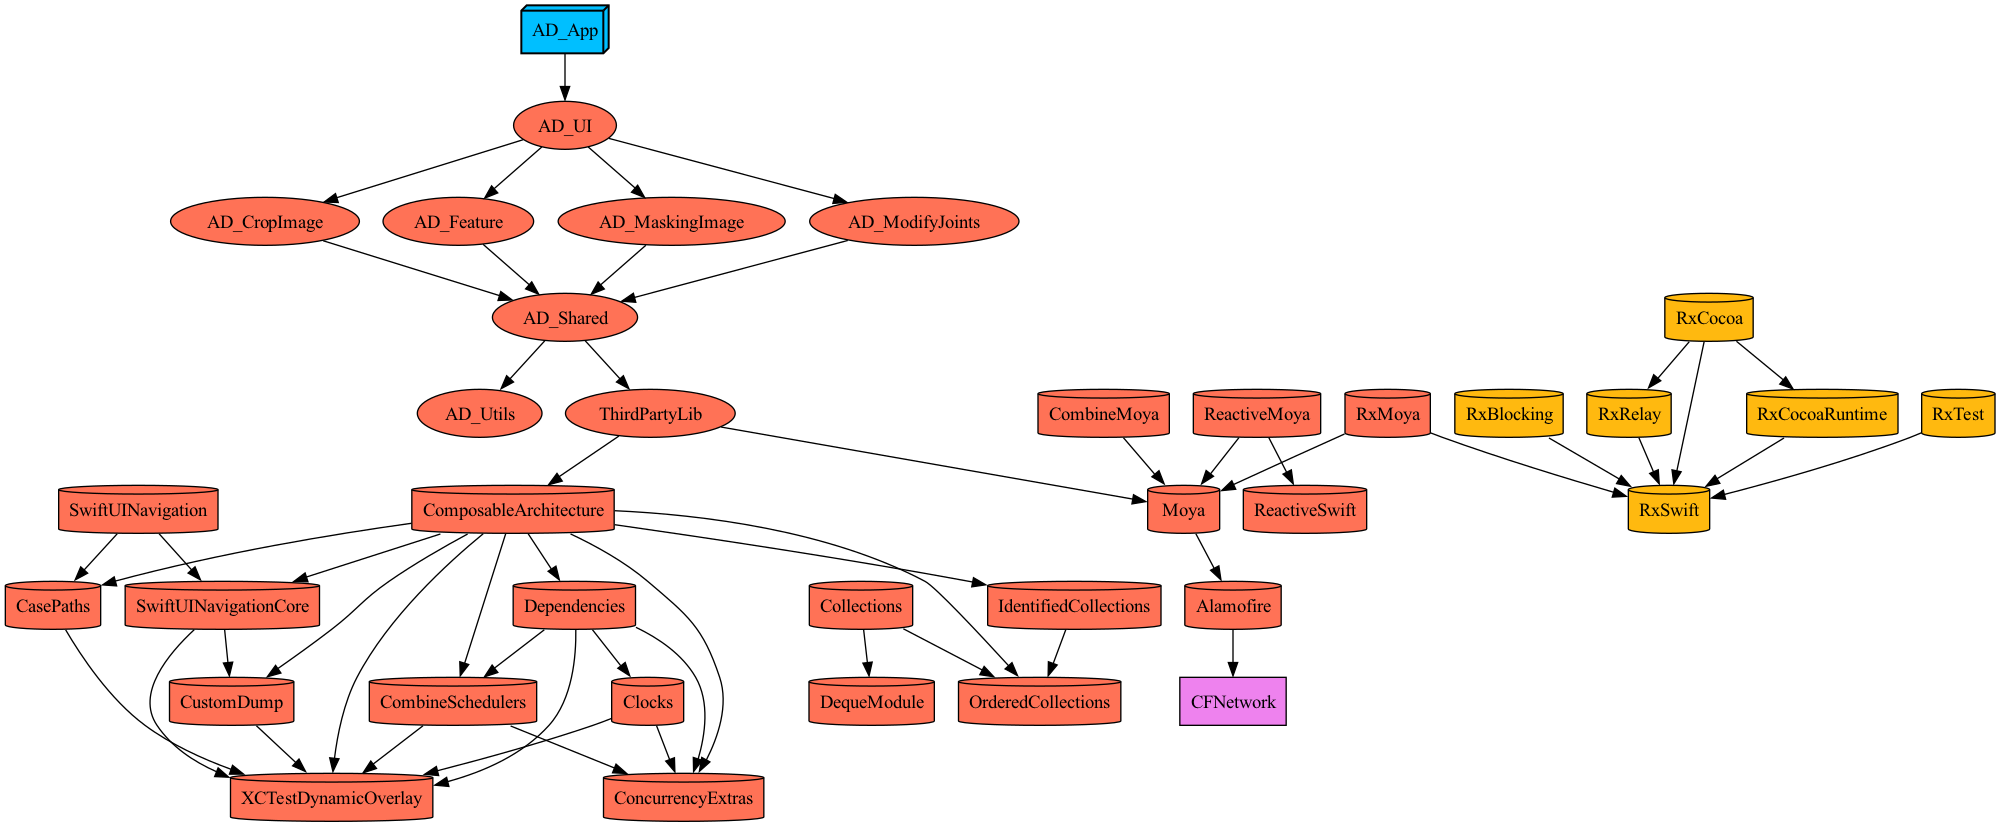 AD_App
AD_UI
AD_CropImage
AD_Feature
AD_MaskingImage
AD_ModifyJoints
AD_Shared
RxCocoa
AD_Utils
ThirdPartyLib
CombineMoya
ReactiveMoya
RxMoya
RxBlocking
RxRelay
RxCocoaRuntime
RxTest
SwiftUINavigation
ComposableArchitecture
Moya
ReactiveSwift
RxSwift
CasePaths
SwiftUINavigationCore
Dependencies
Collections
IdentifiedCollections
Alamofire
CustomDump
CombineSchedulers
Clocks
DequeModule
OrderedCollections
CFNetwork
XCTestDynamicOverlay
ConcurrencyExtras